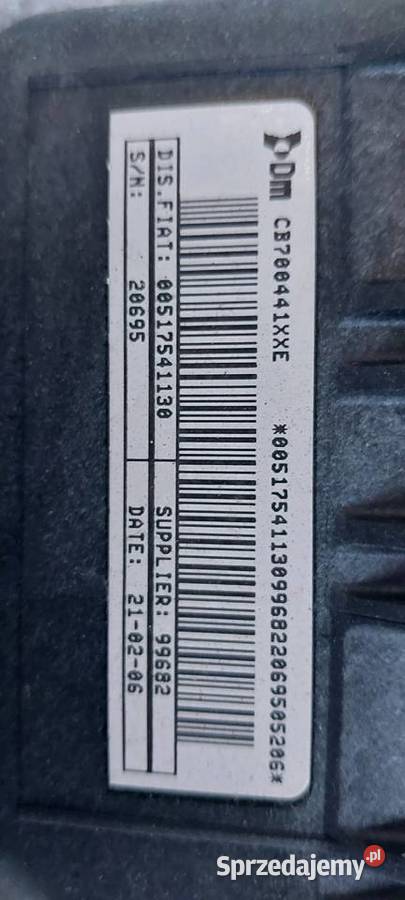 Dm CB700441XXE *00517541130996822069505206*
DIS.FIAT: 00517541130 SUPPLIER: 99682
S/N: 20695 DATE: 21-02-06
Sprzedajemy.pl